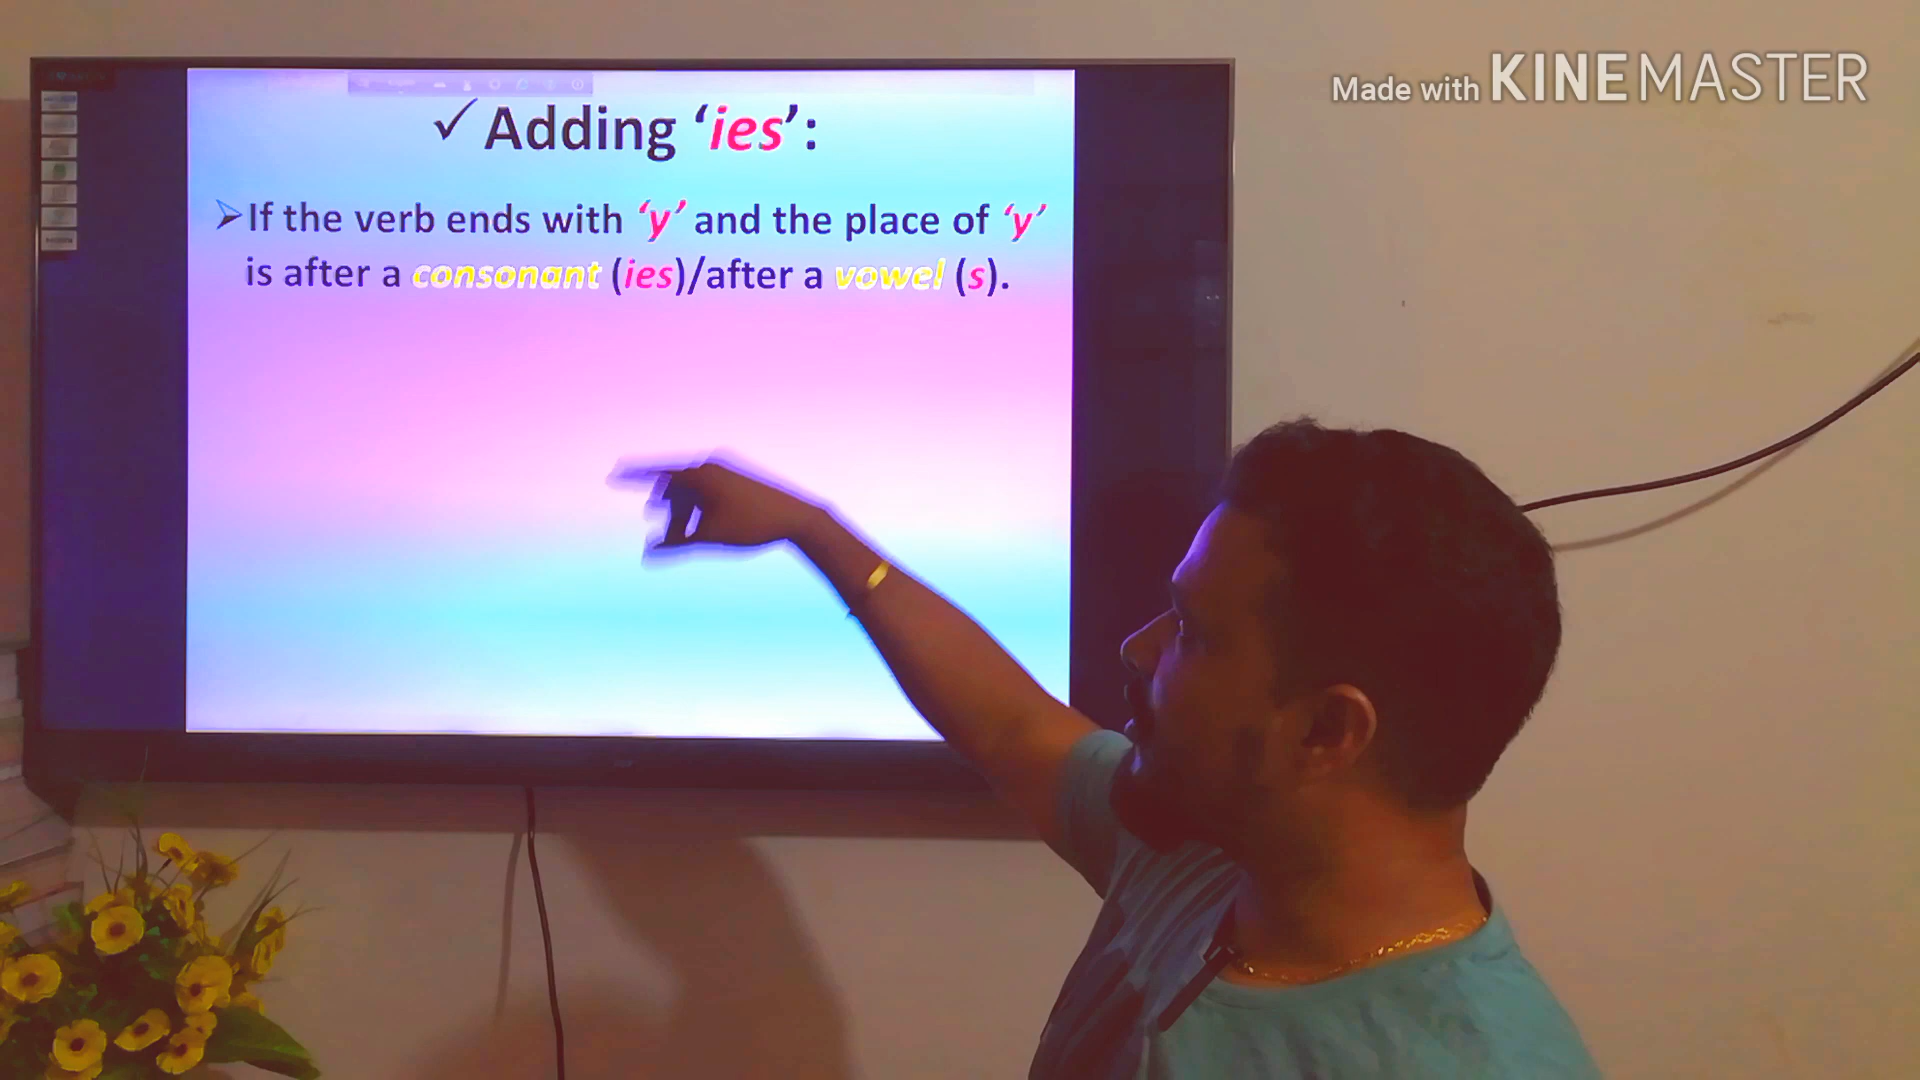 Made with KINEMASTER
✓ Adding ‘ies’:
➢If the verb ends with ‘y’ and the place of ‘y’
is after a consonant (ies)/after a vowel (s).